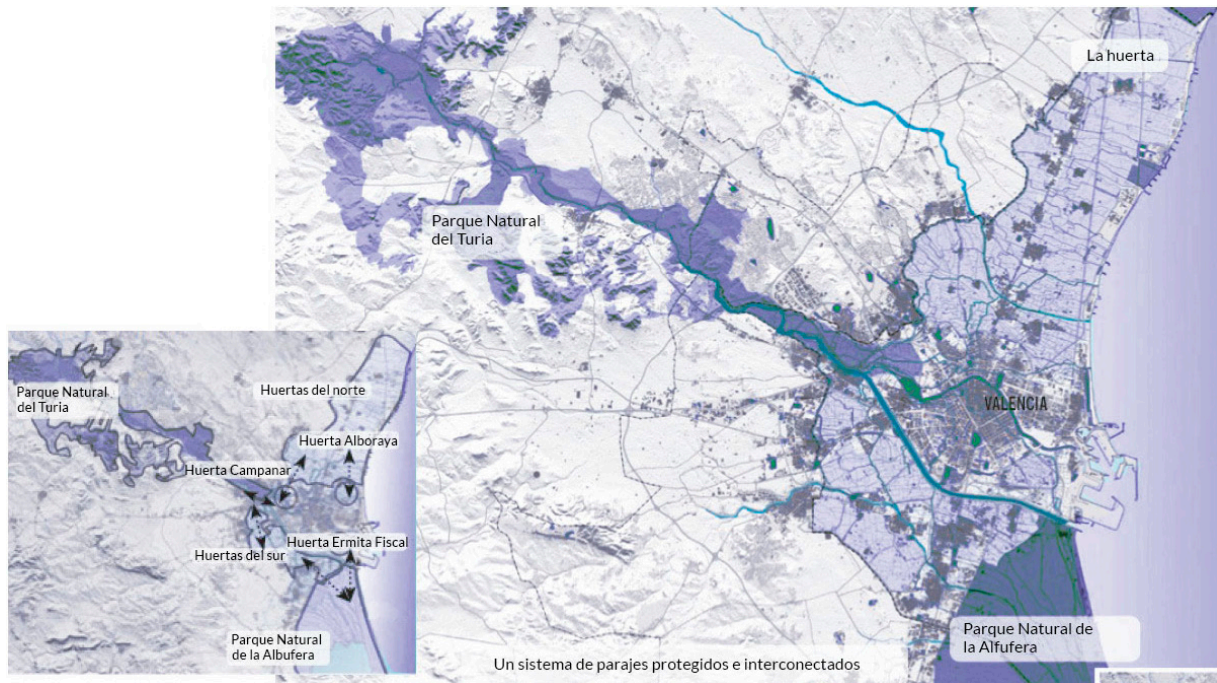 La huerta
Parque Natural
del Turia
VALENCIA
Parque Natural de
la Alfufera
Un sistema de parajes protegidos e interconectados
Parque Natural
del Turia
Huertas del norte
Huerta Alboraya
Huerta Campanar
Huertas del sur
Huerta Ermita Fiscal
Parque Natural
de la Albufera